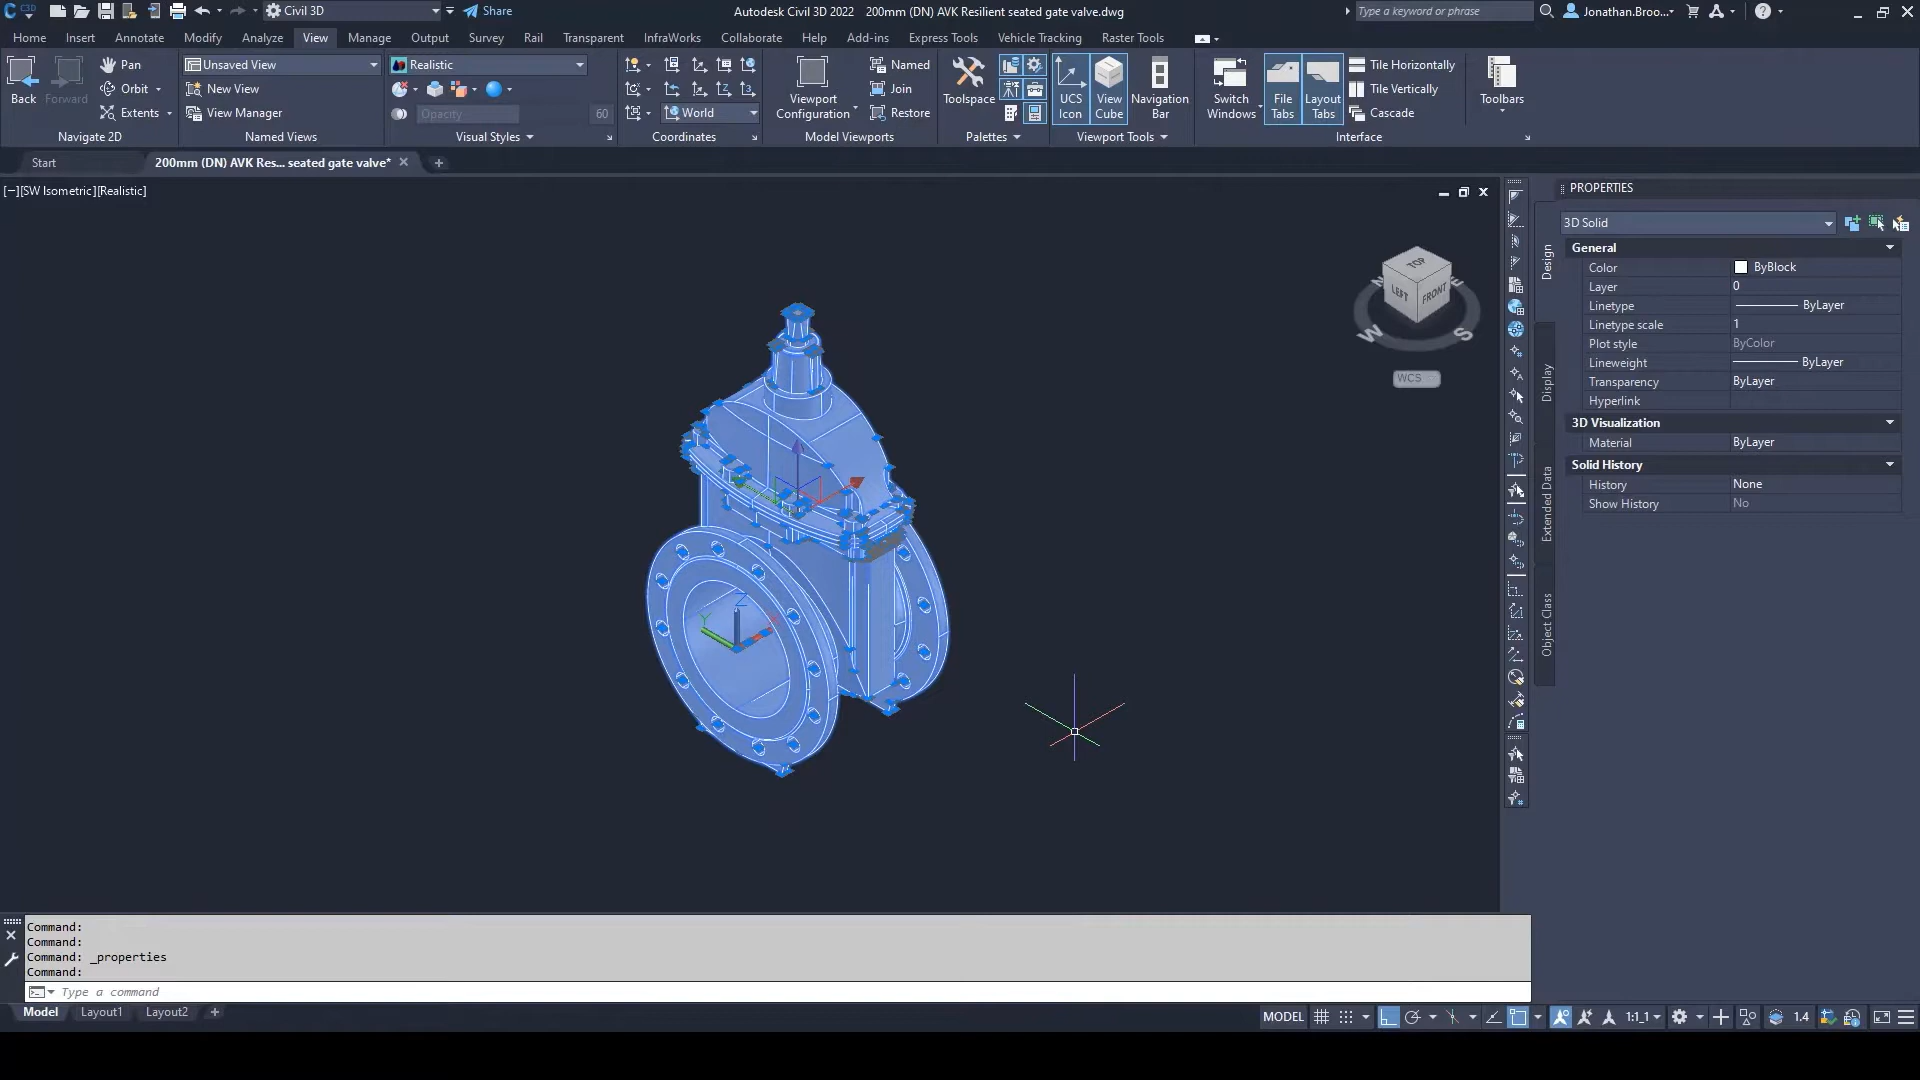 C3D
Civil 3D
Share
Autodesk Civil 3D 2022 200mm (DN) AVK Resilient seated gate valve.dwg
Type a keyword or phrase
Jonathan.Broo...
Home Insert Annotate Modify Analyze View Manage Output Survey Rail Transparent InfraWorks Collaborate Help Add-ins Express Tools Vehicle Tracking Raster Tools
Back
Forward
Pan
Orbit
Extents
Navigate 2D
Unsaved View
New View
View Manager
Named Views
Realistic
Opacity 60
Visual Styles
World
Coordinates
Viewport
Configuration
Named
Join
Restore
Model Viewports
Toolspace
Palettes
UCS
Icon
View
Cube
Navigation
Bar
Viewport Tools
Switch
Windows
File
Tabs
Layout
Tabs
Tile Horizontally
Tile Vertically
Cascade
Interface
Toolbars
Start
200mm (DN) AVK Res... seated gate valve*
[−][SW Isometric][Realistic]
TOP
LEFT
FRONT
W
S
WCS
Z
Y
X
PROPERTIES
3D Solid
Design
Display
Extended Data
Object Class
General
Color ByBlock
Layer 0
Linetype ByLayer
Linetype scale 1
Plot style ByColor
Lineweight ByLayer
Transparency ByLayer
Hyperlink
3D Visualization
Material ByLayer
Solid History
History None
Show History No
Command:
Command:
Command: _properties
Command:
Type a command
Model Layout1 Layout2
MODEL
1:1_1
1.4